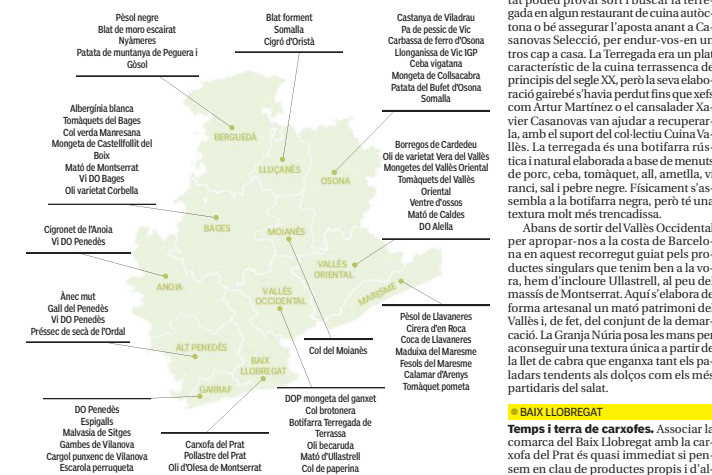 Pèsol negre
Blat de moro escairat
Nyàmeres
Patata de muntanya de Peguera i
Gòsol
Blat forment
Somalla
Cigró d'Oristà
Castanya de Viladrau
Pa de pessic de Vic
Carbassa de ferro d'Osona
Llonganissa de Vic IGP
Ceba vigatana
Mongeta de Collsacabra
Patata del Bufet d'Osona
Somalla
Albergínia blanca
Tomàquets del Bages
Col verda Manresana
Mongeta de Castellfollit del
Boix
Mató de Montserrat
Vi DO Bages
Oli varietat Corbella
Borregos de Cardedeu
Oli de varietat Vera del Vallès
Mongetes del Vallès Oriental
Tomàquets del Vallès
Oriental
Ventre d'ossos
Mató de Caldes
DO Alella
Cigronet de l'Anoia
Vi DO Penedès
Ànec mut
Gall del Penedès
Vi DO Penedès
Préssec de secà de l'Ordal
BERGUEDÀ
LLUÇANÈS
OSONA
BAGES
MOIANÈS
VALLÈS
ORIENTAL
ANOIA
VALLÈS
OCCIDENTAL
MARESME
ALT PENEDÈS
BAIX
LLOBREGAT
GARRAF
Col del Moianès
Pèsol de Llavaneres
Cirera d'en Roca
Coca de Llavaneres
Maduixa del Maresme
Fesols del Maresme
Calamar d'Arenys
Tomàquet pometa
DO Penedès
Espigalls
Malvasia de Sitges
Gambes de Vilanova
Cargol punxenc de Vilanova
Escarola perruqueta
Carxofa del Prat
Pollastre del Prat
Oli d'Olesa de Montserrat
DOP mongeta del ganxet
Col brotonera
Botifarra Terregada de
Terrassa
Oli becaruda
Mató d'Ullastrell
Col de paperina
tat podeu provar sort i buscar la terre-
gada en algun restaurant de cuina autòc-
tona o bé assegurar l'aposta anant a Ca-
sanovas Selecció, per endur-vos-en un
tros cap a casa. La Terregada era un plat
característic de la cuina terrassenca de
principis del segle XX, però la seva elabo-
ració gairebé s'havia perdut fins que xefs
com Artur Martínez o el cansalader Xa-
vier Casanovas van ajudar a recuperar-
la, amb el suport del col·lectiu Cuina Va-
llès. La terregada és una botifarra rús-
tica i natural elaborada a base de menuts
de porc, ceba, tomàquet, all, ametlla, vi
ranci, sal i pebre negre. Físicament s'as-
sembla a la botifarra negra, però té una
textura molt més trencadissa.
Abans de sortir del Vallès Occidental
per apropar-nos a la costa de Barcelo-
na en aquest recorregut guiat pels pro-
ductes singulars que tenim ben a la vo-
ra, hem d'incloure Ullastrell, al peu del
massís de Montserrat. Aquí s'elabora de
forma artesanal un mató patrimoni del
Vallès i, de fet, del conjunt de la demar-
cació. La Granja Núria posa les mans per
aconseguir una textura única a partir de
la llet de cabra que enganxa tant els pa-
ladars tendents als dolços com els més
partidaris del salat.
BAIX LLOBREGAT
Temps i terra de carxofes. Associar la
comarca del Baix Llobregat amb la car-
xofa del Prat és quasi immediat si pen-
sem en clau de productes propis i d'al-